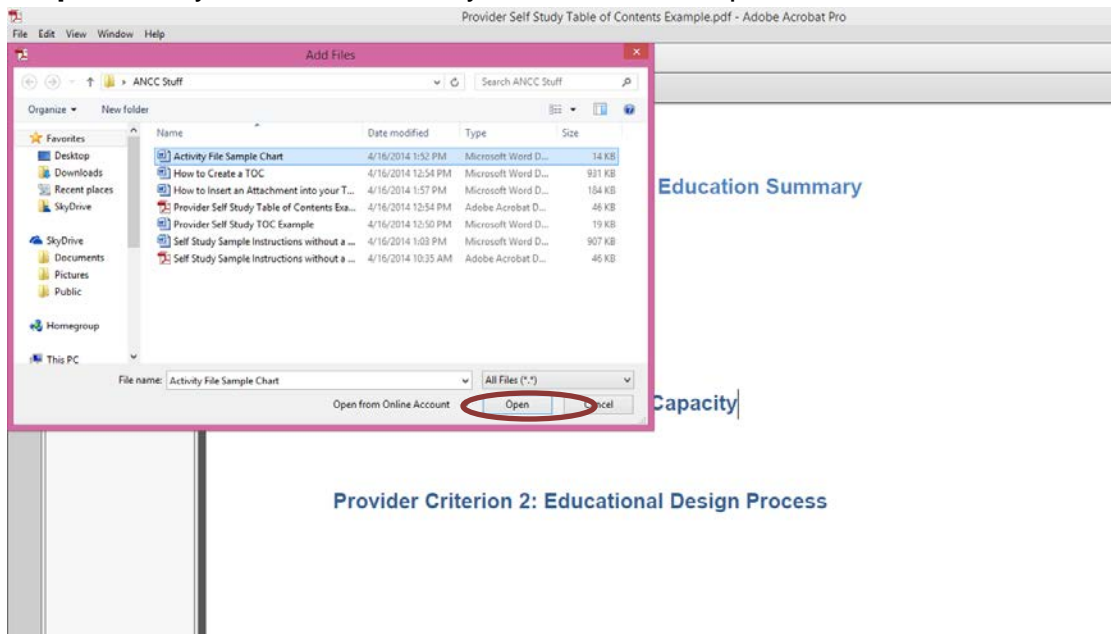 Provider Self Study Table of Contents Example.pdf - Adobe Acrobat Pro
File Edit View Window Help
Add Files
ANCC Stuff
Search ANCC Stuff
Organize New folder
Name Date modified Type Size
Favorites
Desktop
Downloads
Recent places
SkyDrive
SkyDrive
Documents
Pictures
Public
Homegroup
This PC
Activity File Sample Chart 4/16/2014 1:52 PM Microsoft Word D... 14 KB
How to Create a TOC 4/16/2014 12:54 PM Microsoft Word D... 931 KB
How to Insert an Attachment into your T... 4/16/2014 1:57 PM Microsoft Word D... 184 KB
Provider Self Study Table of Contents Exa... 4/16/2014 12:54 PM Adobe Acrobat D... 46 KB
Provider Self Study TOC Example 4/16/2014 12:50 PM Microsoft Word D... 19 KB
Self Study Sample Instructions without a ... 4/16/2014 1:03 PM Microsoft Word D... 907 KB
Self Study Sample Instructions without a ... 4/16/2014 10:35 AM Adobe Acrobat D... 46 KB
File name: Activity File Sample Chart All Files (*.*)
Open from Online Account Open Cancel
Education Summary
Capacity
Provider Criterion 2: Educational Design Process